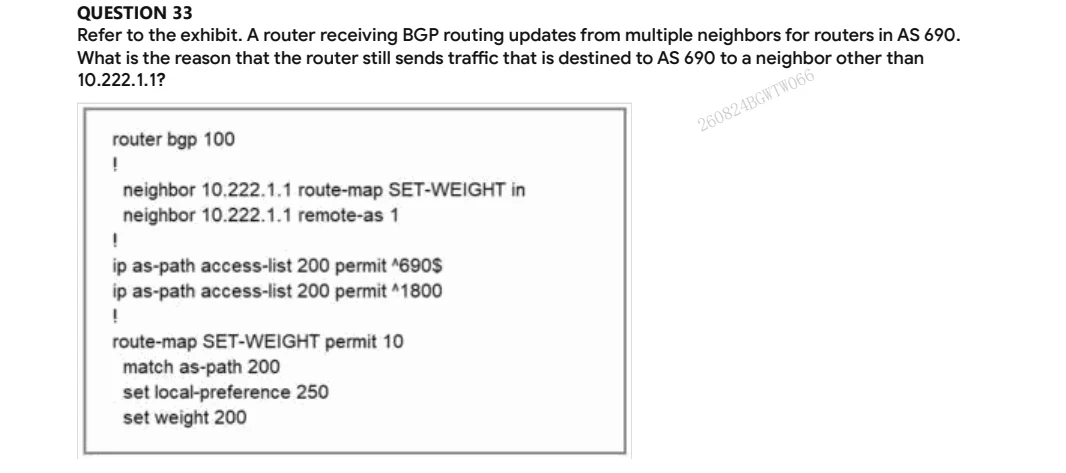 QUESTION 33
Refer to the exhibit. A router receiving BGP routing updates from multiple neighbors for routers in AS 690.
What is the reason that the router still sends traffic that is destined to AS 690 to a neighbor other than
10.222.1.1?
260824BGWTW066
router bgp 100
!
neighbor 10.222.1.1 route-map SET-WEIGHT in
neighbor 10.222.1.1 remote-as 1
!
ip as-path access-list 200 permit ^690$
ip as-path access-list 200 permit ^1800
!
route-map SET-WEIGHT permit 10
match as-path 200
set local-preference 250
set weight 200